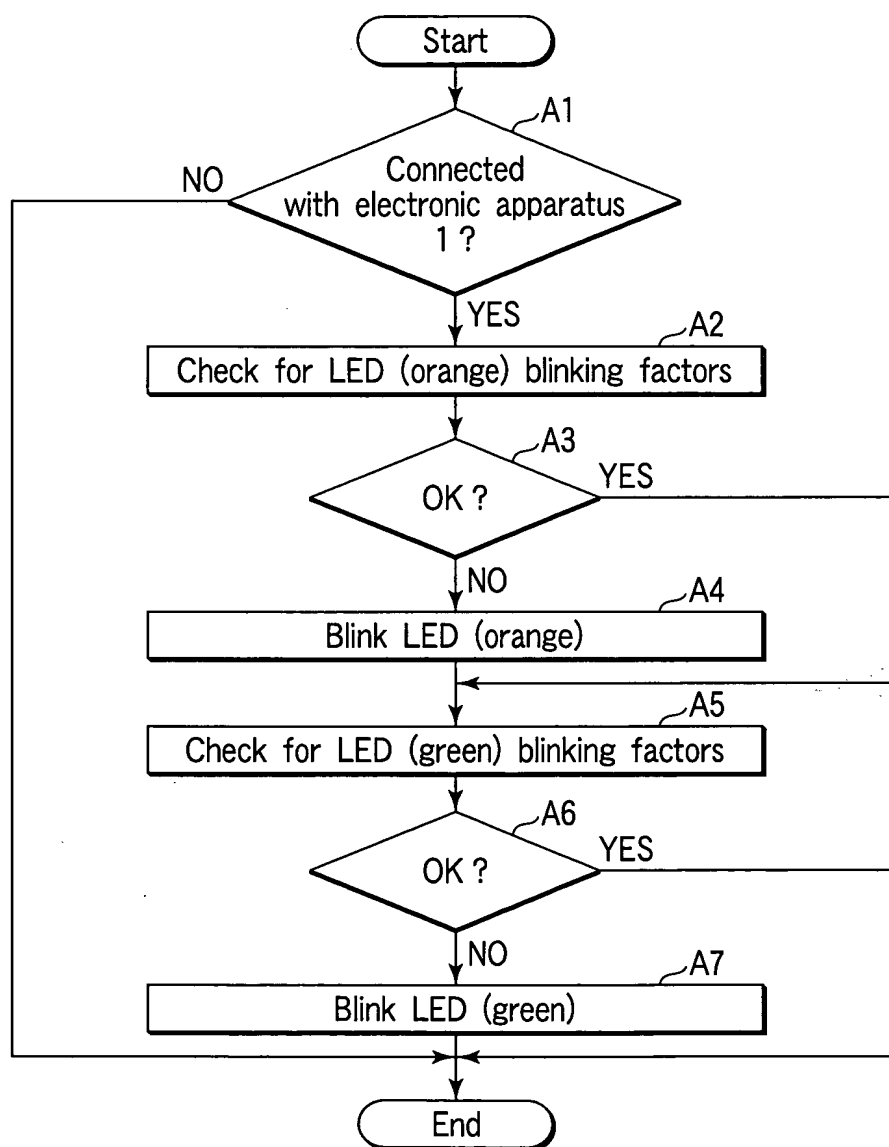 Start
A1
NO
Connected
with electronic apparatus
1 ?
YES
A2
Check for LED (orange) blinking factors
A3
OK ?
YES
NO
A4
Blink LED (orange)
A5
Check for LED (green) blinking factors
A6
OK ?
YES
NO
A7
Blink LED (green)
End